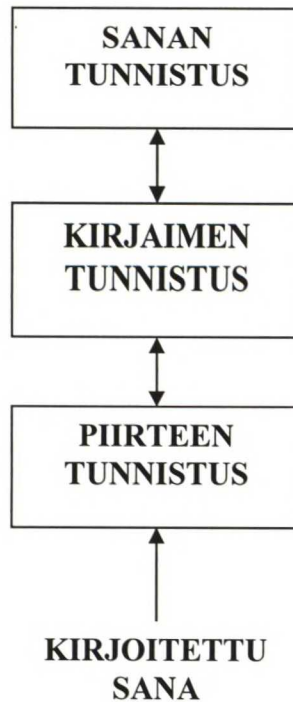 SANAN
TUNNISTUS
KIRJAIMEN
TUNNISTUS
PIIRTEEN
TUNNISTUS
KIRJOITETTU
SANA